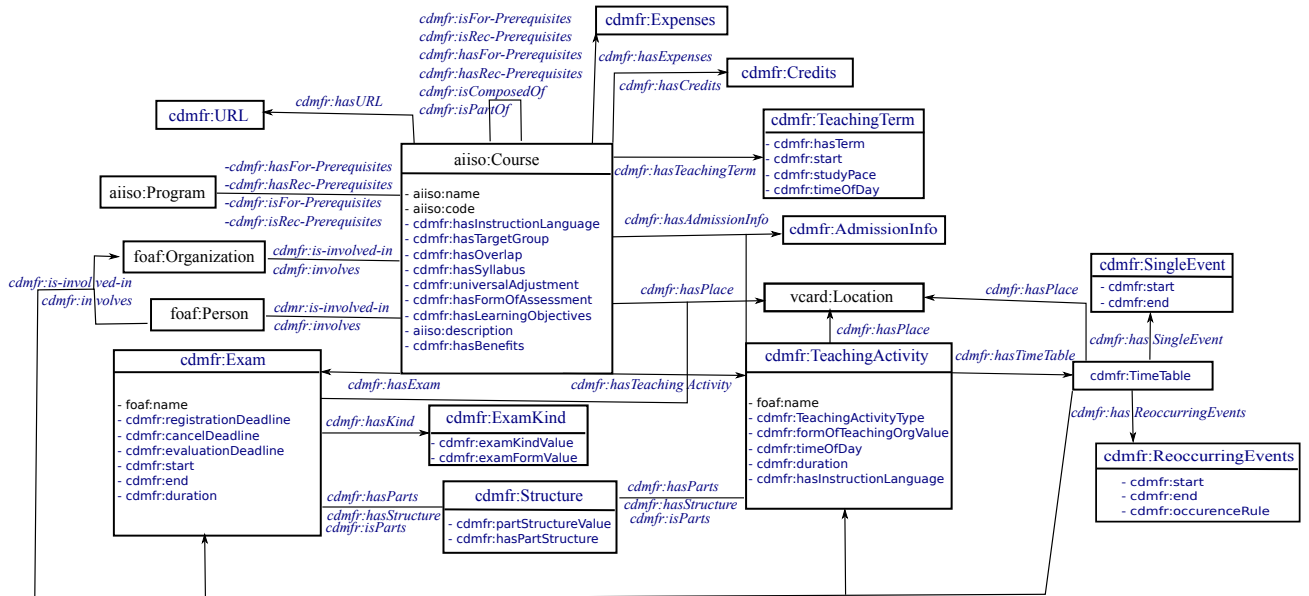 cdmfr:isFor-Prerequisites
cdmfr:isRec-Prerequisites
cdmfr:hasFor-Prerequisites
cdmfr:hasRec-Prerequisites
cdmfr:isComposedOf
cdmfr:isPartOf
cdmfr:Expenses
cdmfr:hasExpenses
cdmfr:hasCredits
cdmfr:Credits
cdmfr:URL
cdmfr:hasURL
cdmfr:TeachingTerm
- cdmfr:hasTerm
- cdmfr:start
- cdmfr:studyPace
- cdmfr:timeOfDay
cdmfr:hasTeachingTerm
aiiso:Course
- aiiso:name
- aiiso:code
- cdmfr:hasInstructionLanguage
- cdmfr:hasTargetGroup
- cdmfr:hasOverlap
- cdmfr:hasSyllabus
- cdmfr:universalAdjustment
- cdmfr:hasFormOfAssessment
- cdmfr:hasLearningObjectives
- aiiso:description
- cdmfr:hasBenefits
aiiso:Program
-cdmfr:hasFor-Prerequisites
-cdmfr:hasRec-Prerequisites
-cdmfr:isFor-Prerequisites
-cdmfr:isRec-Prerequisites
cdmfr:hasAdmissionInfo
cdmfr:AdmissionInfo
foaf:Organization
cdmfr:is-involved-in
cdmfr:involves
cdmfr:is-involved-in
cdmfr:involves
foaf:Person
cdmr:is-involved-in
cdmfr:involves
cdmfr:hasPlace
vcard:Location
cdmfr:hasPlace
cdmfr:hasPlace
cdmfr:SingleEvent
- cdmfr:start
- cdmfr:end
cdmfr:has SingleEvent
cdmfr:Exam
- foaf:name
- cdmfr:registrationDeadline
- cdmfr:cancelDeadline
- cdmfr:evaluationDeadline
- cdmfr:start
- cdmfr:end
- cdmfr:duration
cdmfr:hasExam
cdmfr:hasTeaching Activity
cdmfr:TeachingActivity
- foaf:name
- cdmfr:TeachingActivityType
- cdmfr:formOfTeachingOrgValue
- cdmfr:timeOfDay
- cdmfr:duration
- cdmfr:hasInstructionLanguage
cdmfr:hasTimeTable
cdmfr:TimeTable
cdmfr:has ReoccurringEvents
cdmfr:hasKind
cdmfr:ExamKind
- cdmfr:examKindValue
- cdmfr:examFormValue
cdmfr:ReoccurringEvents
- cdmfr:start
- cdmfr:end
- cdmfr:occurenceRule
cdmfr:hasParts
cdmfr:hasStructure
cdmfr:isParts
cdmfr:Structure
- cdmfr:partStructureValue
- cdmfr:hasPartStructure
cdmfr:hasParts
cdmfr:hasStructure
cdmfr:isParts